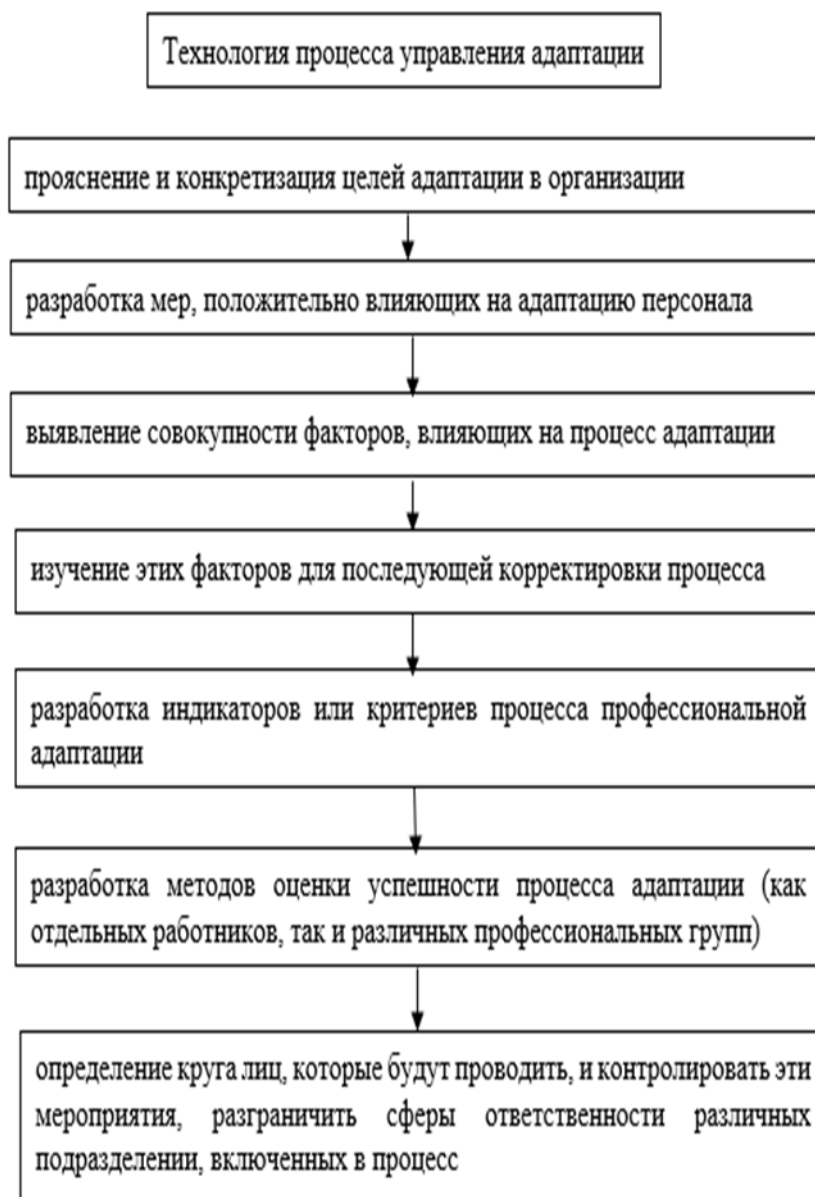 Технология процесса управления адаптации
прояснение и конкретизация целей адаптации в организации
разработка мер, положительно влияющих на адаптацию персонала
выявление совокупности факторов, влияющих на процесс адаптации
изучение этих факторов для последующей корректировки процесса
разработка индикаторов или критериев процесса профессиональной
адаптации
разработка методов оценки успешности процесса адаптации (как
отдельных работников, так и различных профессиональных групп)
определение круга лиц, которые будут проводить, и контролировать эти
мероприятия, разграничить сферы ответственности различных
подразделении, включенных в процесс